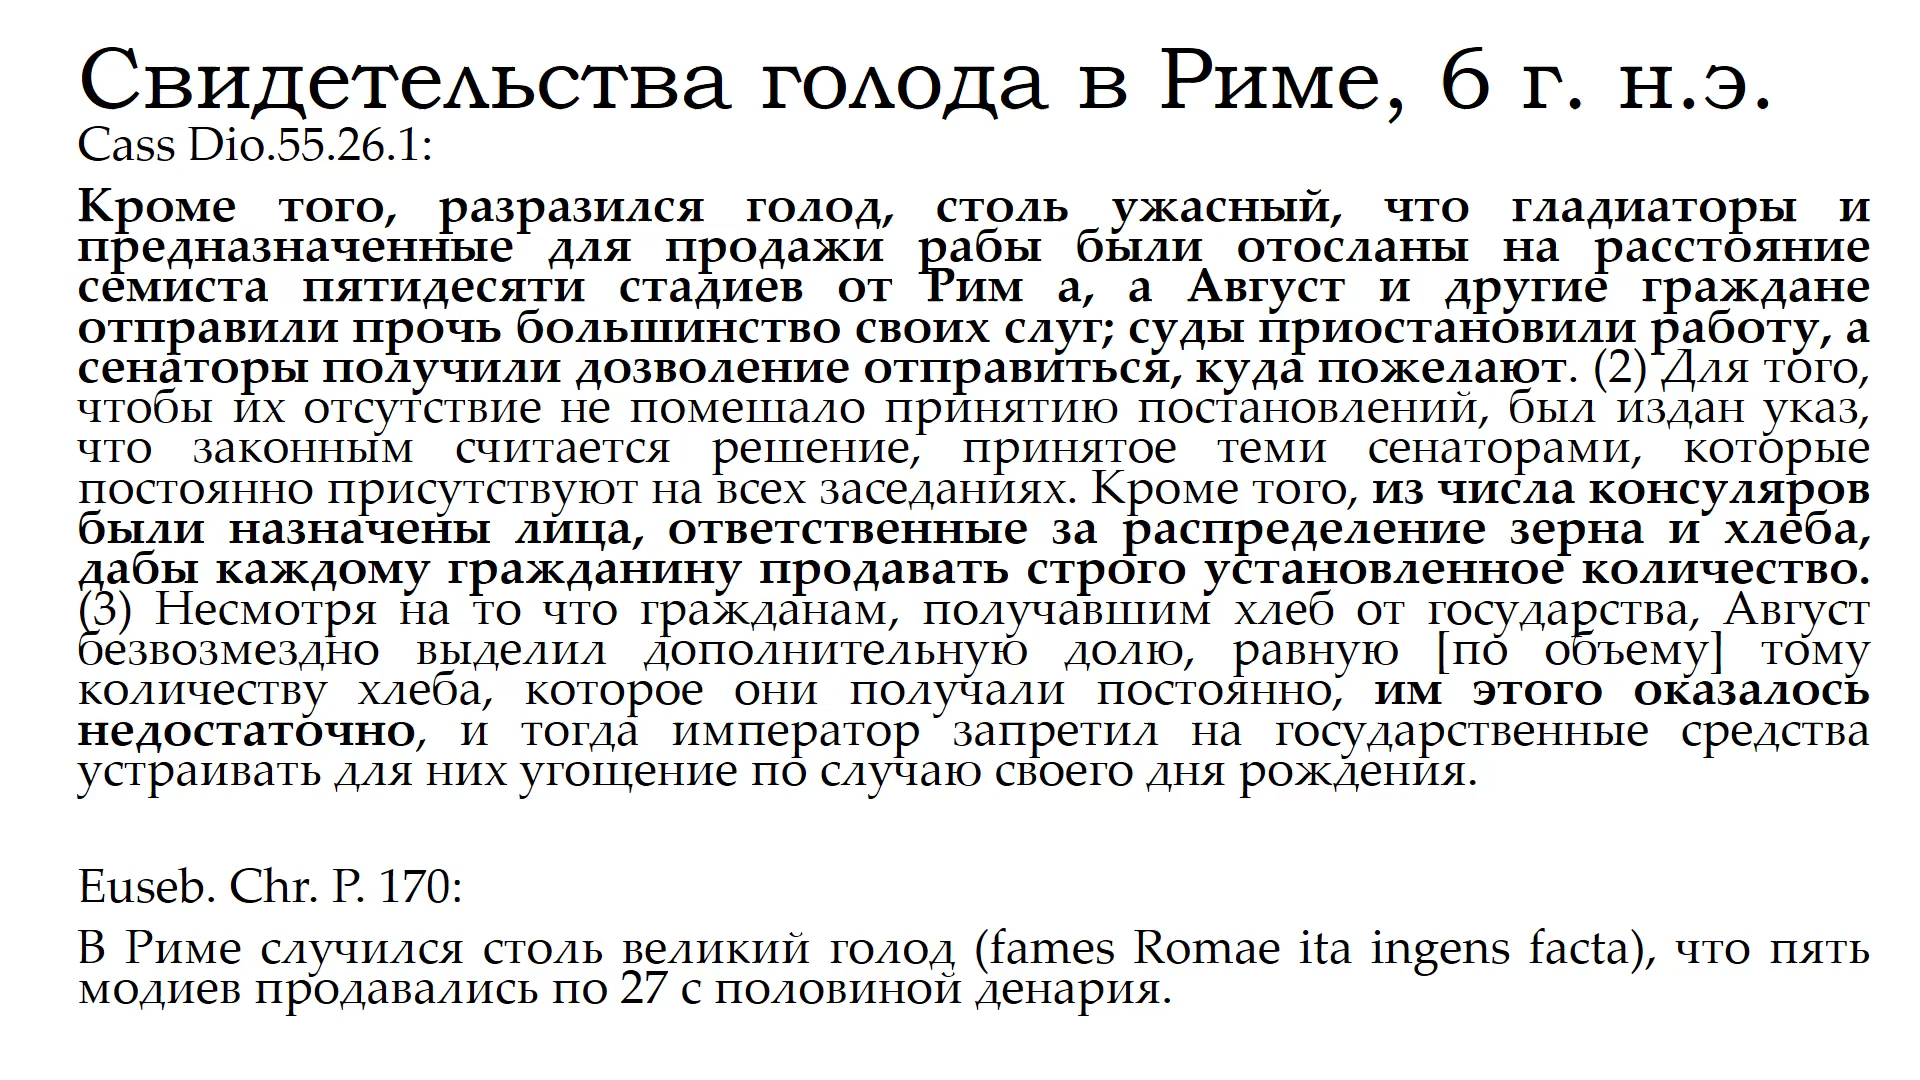 Свидетельства голода в Риме, 6 г. н.э.
Cass Dio.55.26.1:
Кроме того, разразился голод, столь ужасный, что гладиаторы и
предназначенные для продажи рабы были отосланы на расстояние
семиста пятидесяти стадиев от Рим а, а Август и другие граждане
отправили прочь большинство своих слуг; суды приостановили работу, а
сенаторы получили дозволение отправиться, куда пожелают. (2) Для того,
чтобы их отсутствие не помешало принятию постановлений, был издан указ,
что законным считается решение, принятое теми сенаторами, которые
постоянно присутствуют на всех заседаниях. Кроме того, из числа консуляров
были назначены лица, ответственные за распределение зерна и хлеба,
дабы каждому гражданину продавать строго установленное количество.
(3) Несмотря на то что гражданам, получавшим хлеб от государства, Август
безвозмездно выделил дополнительную долю, равную [по объему] тому
количеству хлеба, которое они получали постоянно, им этого оказалось
недостаточно, и тогда император запретил на государственные средства
устраивать для них угощение по случаю своего дня рождения.
Euseb. Chr. P. 170:
В Риме случился столь великий голод (fames Romae ita ingens facta), что пять
модиев продавались по 27 с половиной денария.